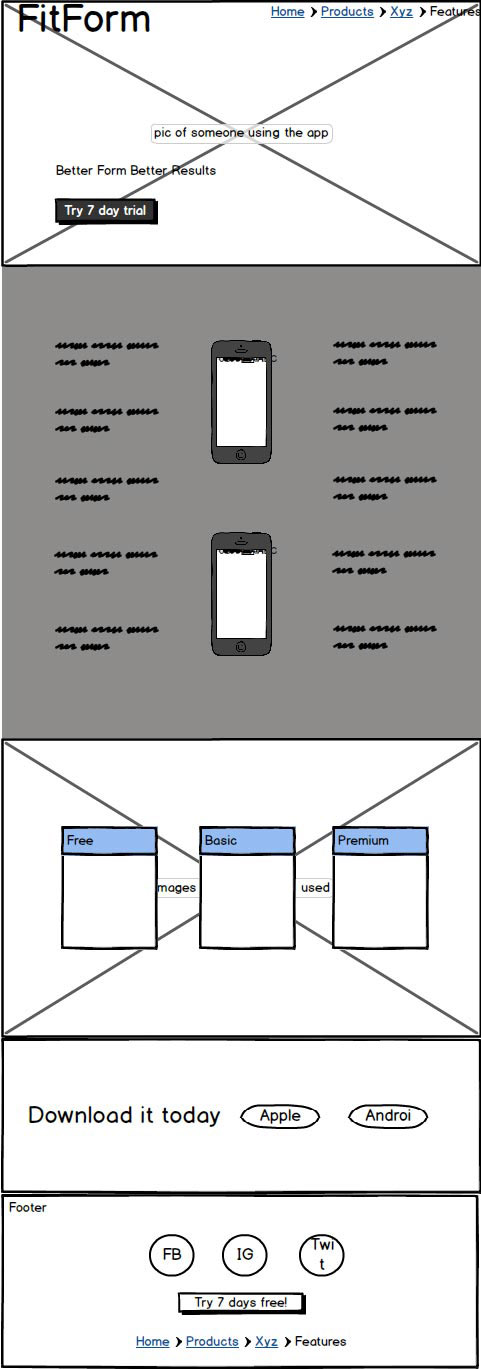 FitForm
Home Products Xyz Features
pic of someone using the app
Better Form Better Results
Try 7 day trial
Free Basic Premium
mages used
Download it today Apple Androi
Footer
FB IG Twi
t
Try 7 days free!
Home Products Xyz Features